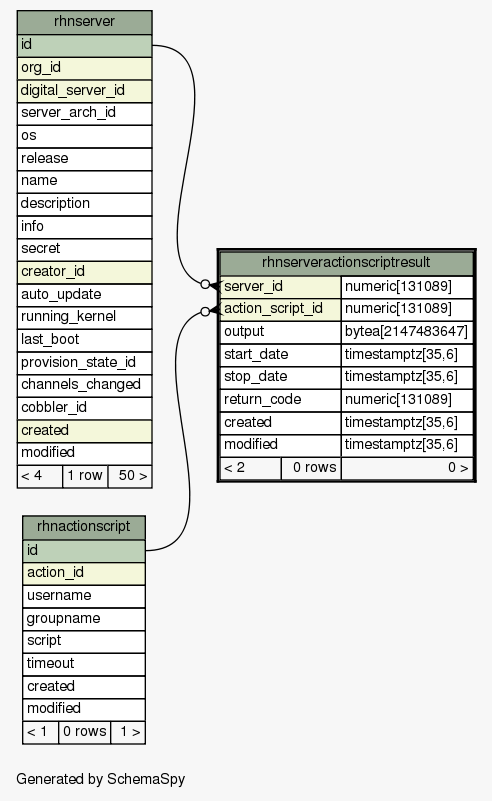 rhnserver
id
org_id
digital_server_id
server_arch_id
os
release
name
description
info
secret
creator_id
auto_update
running_kernel
last_boot
provision_state_id
channels_changed
cobbler_id
created
modified
< 4 1 row 50 >
rhnserveractionscriptresult
server_id numeric[131089]
action_script_id numeric[131089]
output bytea[2147483647]
start_date timestamptz[35,6]
stop_date timestamptz[35,6]
return_code numeric[131089]
created timestamptz[35,6]
modified timestamptz[35,6]
< 2 0 rows 0 >
rhnactionscript
id
action_id
username
groupname
script
timeout
created
modified
< 1 0 rows 1 >
Generated by SchemaSpy